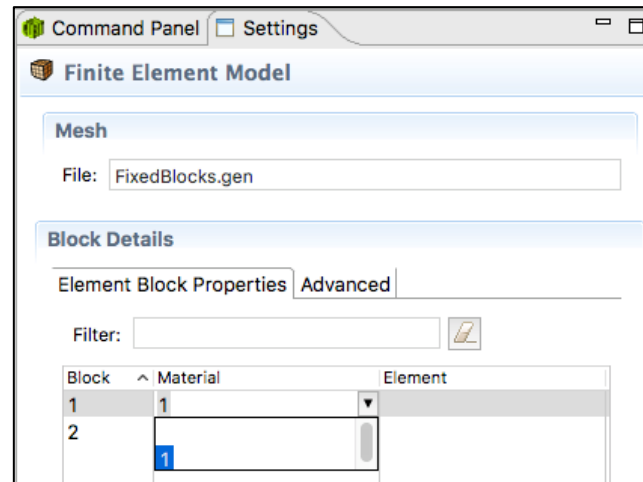 Command Panel Settings
Finite Element Model
Mesh
File: FixedBlocks.gen
Block Details
Element Block Properties Advanced
Filter:
Block Material Element
1 1
2
1